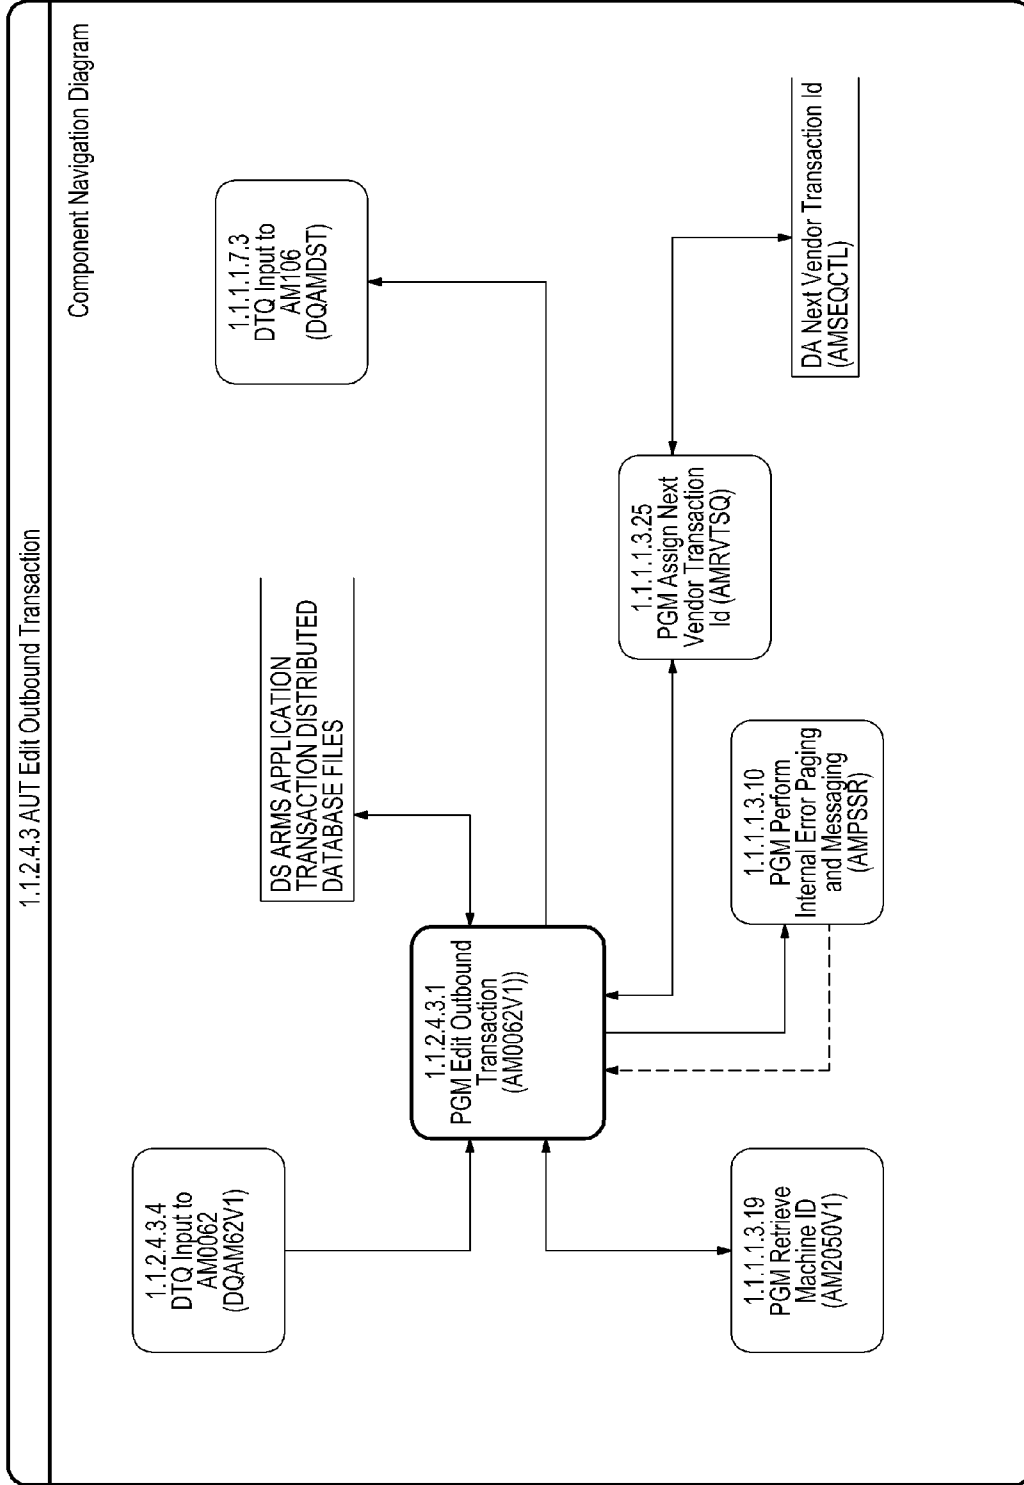 1.1.2.4.3 AUT Edit Outbound Transaction
Component Navigation Diagram
1.1.2.4.3.4
DTQ Input to
AM0062
(DQAM62V1)
DS ARMS APPLICATION
TRANSACTION DISTRIBUTED
DATABASE FILES
1.1.1.1.7.3
DTQ Input to
AM106
(DQAMDST)
1.1.2.4.3.1
PGM Edit Outbound
Transaction
(AM0062V1))
1.1.1.1.3.25
PGM Assign Next
Vendor Transaction
Id (AMRVTSQ)
1.1.1.1.3.19
PGM Retrieve
Machine ID
(AM2050V1)
1.1.1.1.3.10
PGM Perform
Internal Error Paging
and Messaging
(AMPSSR)
DA Next Vendor Transaction Id
(AMSEQCTL)